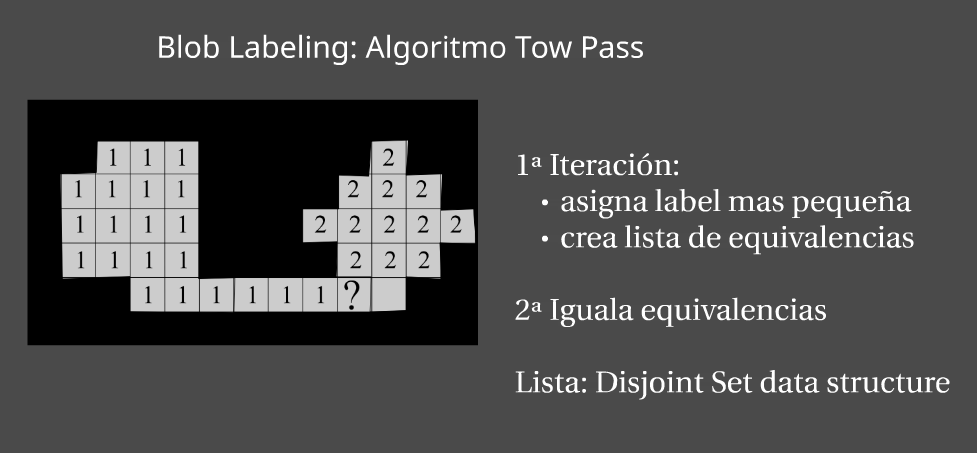 Blob Labeling: Algoritmo Tow Pass
1 1 1 2
1 1 1 1 2 2 2
1 1 1 1 2 2 2 2 2
1 1 1 1 2 2 2
1 1 1 1 1 1 ?
1ª Iteración:
• asigna label mas pequeña
• crea lista de equivalencias
2ª Iguala equivalencias
Lista: Disjoint Set data structure